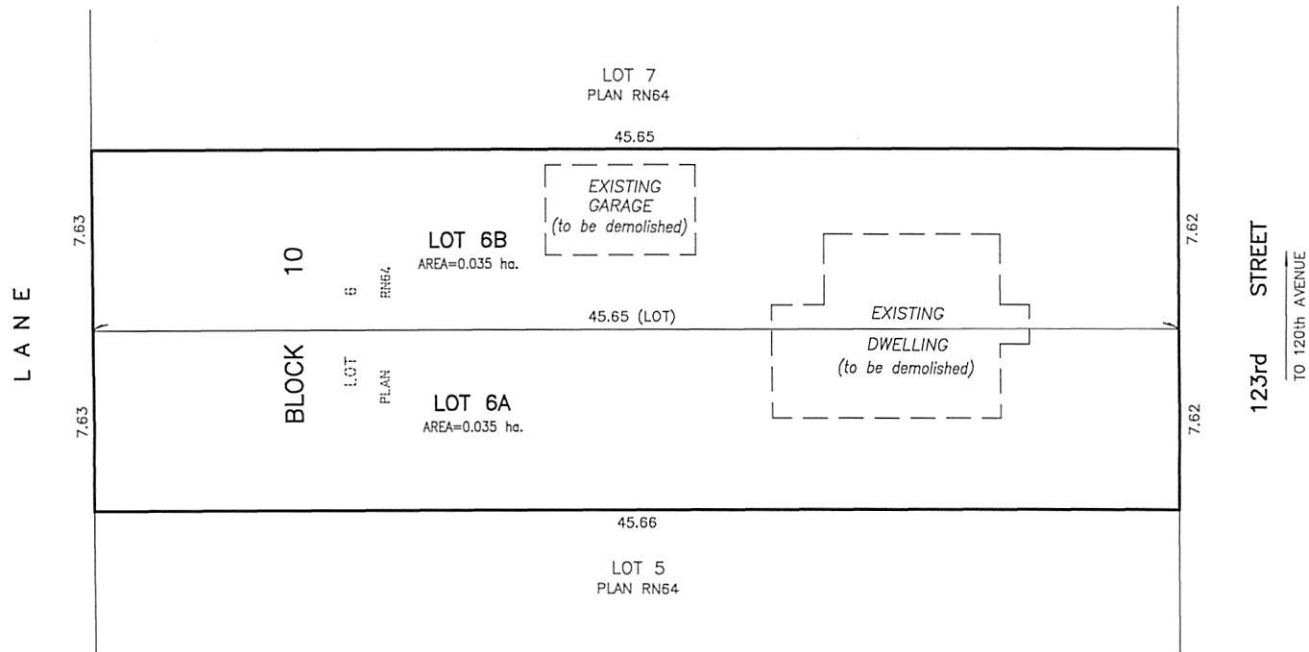 LOT 7
PLAN RN64
45.65
7.63
EXISTING
GARAGE
(to be demolished)
7.62
LOT 6B
AREA=0.035 ha.
BLOCK 10
LOT 6
PLAN RN64
LANE
45.65 (LOT)
EXISTING
DWELLING
(to be demolished)
123rd STREET
TO 120th AVENUE
7.63
LOT 6A
AREA=0.035 ha.
7.62
45.66
LOT 5
PLAN RN64